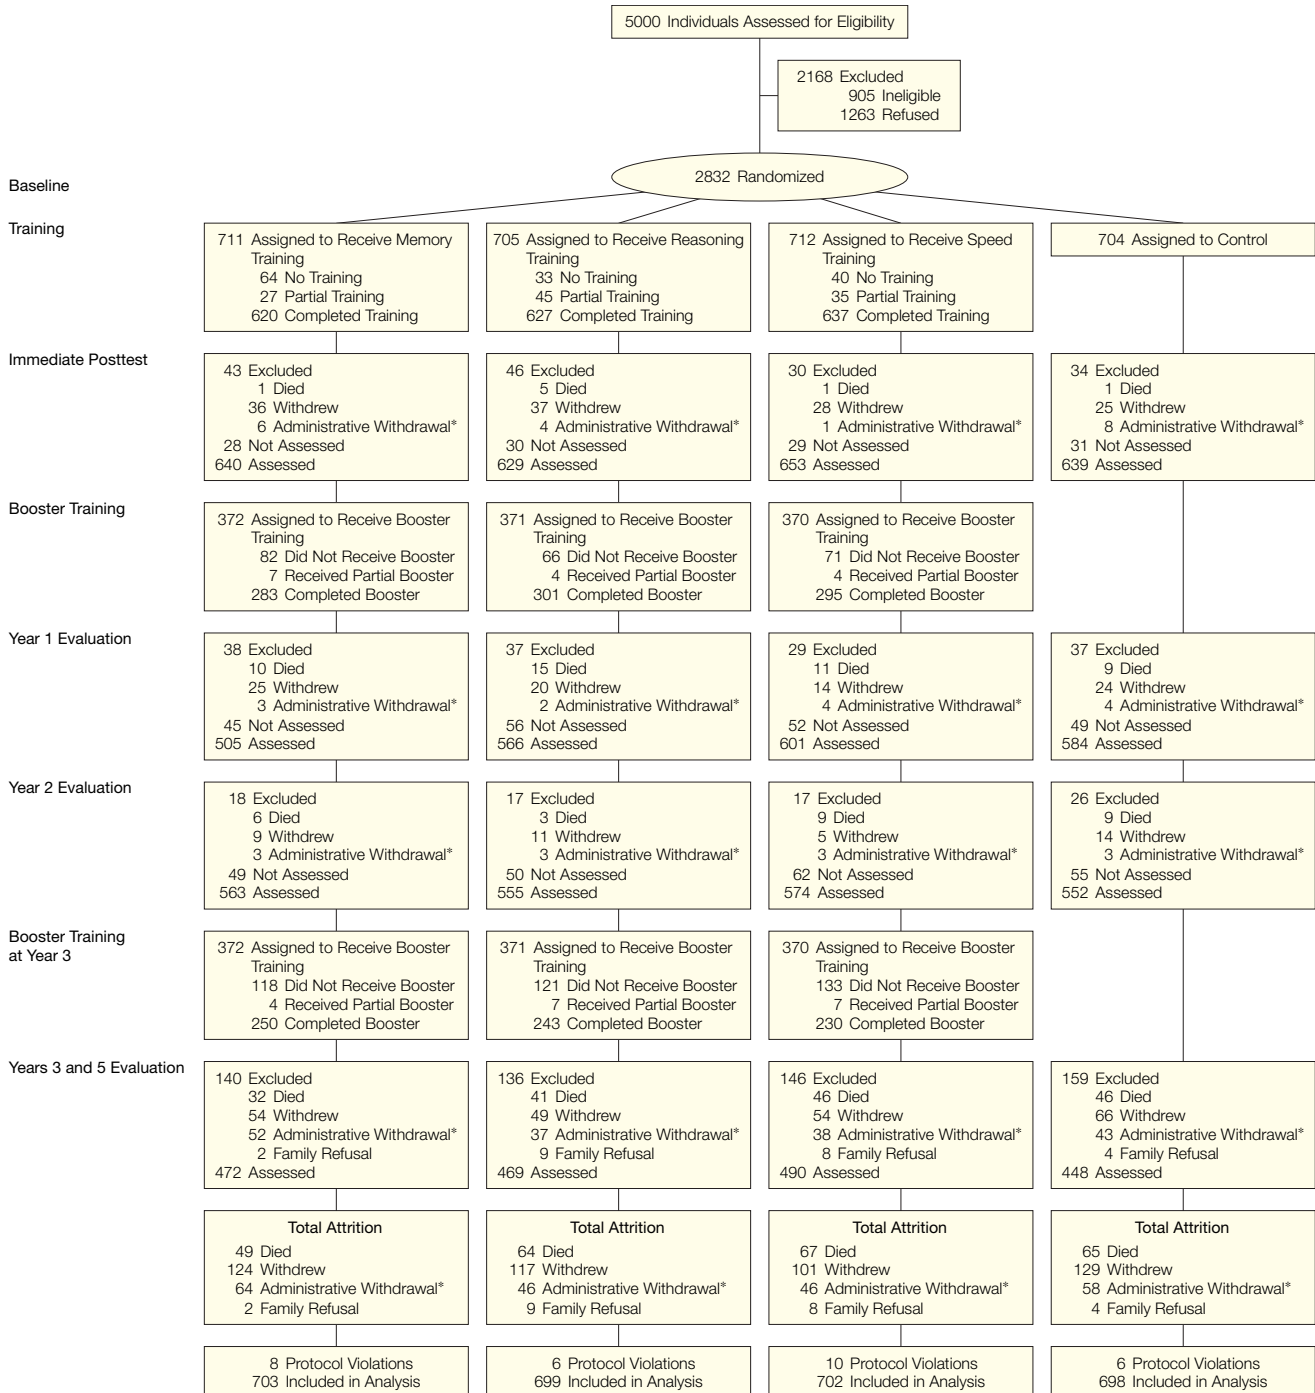 5000 Individuals Assessed for Eligibility
2168 Excluded
905 Ineligible
1263 Refused
Baseline
2832 Randomized
Training
711 Assigned to Receive Memory
Training
64 No Training
27 Partial Training
620 Completed Training
705 Assigned to Receive Reasoning
Training
33 No Training
45 Partial Training
627 Completed Training
712 Assigned to Receive Speed
Training
40 No Training
35 Partial Training
637 Completed Training
704 Assigned to Control
Immediate Posttest
43 Excluded
1 Died
36 Withdrew
6 Administrative Withdrawal*
28 Not Assessed
640 Assessed
46 Excluded
5 Died
37 Withdrew
4 Administrative Withdrawal*
30 Not Assessed
629 Assessed
30 Excluded
1 Died
28 Withdrew
1 Administrative Withdrawal*
29 Not Assessed
653 Assessed
34 Excluded
1 Died
25 Withdrew
8 Administrative Withdrawal*
31 Not Assessed
639 Assessed
Booster Training
372 Assigned to Receive Booster
Training
82 Did Not Receive Booster
7 Received Partial Booster
283 Completed Booster
371 Assigned to Receive Booster
Training
66 Did Not Receive Booster
4 Received Partial Booster
301 Completed Booster
370 Assigned to Receive Booster
Training
71 Did Not Receive Booster
4 Received Partial Booster
295 Completed Booster
Year 1 Evaluation
38 Excluded
10 Died
25 Withdrew
3 Administrative Withdrawal*
45 Not Assessed
505 Assessed
37 Excluded
15 Died
20 Withdrew
2 Administrative Withdrawal*
56 Not Assessed
566 Assessed
29 Excluded
11 Died
14 Withdrew
4 Administrative Withdrawal*
52 Not Assessed
601 Assessed
37 Excluded
9 Died
24 Withdrew
4 Administrative Withdrawal*
49 Not Assessed
584 Assessed
Year 2 Evaluation
18 Excluded
6 Died
9 Withdrew
3 Administrative Withdrawal*
49 Not Assessed
563 Assessed
17 Excluded
3 Died
11 Withdrew
3 Administrative Withdrawal*
50 Not Assessed
555 Assessed
17 Excluded
9 Died
5 Withdrew
3 Administrative Withdrawal*
62 Not Assessed
574 Assessed
26 Excluded
9 Died
14 Withdrew
3 Administrative Withdrawal*
55 Not Assessed
552 Assessed
Booster Training
at Year 3
372 Assigned to Receive Booster
Training
118 Did Not Receive Booster
4 Received Partial Booster
250 Completed Booster
371 Assigned to Receive Booster
Training
121 Did Not Receive Booster
7 Received Partial Booster
243 Completed Booster
370 Assigned to Receive Booster
Training
133 Did Not Receive Booster
7 Received Partial Booster
230 Completed Booster
Years 3 and 5 Evaluation
140 Excluded
32 Died
54 Withdrew
52 Administrative Withdrawal*
2 Family Refusal
472 Assessed
136 Excluded
41 Died
49 Withdrew
37 Administrative Withdrawal*
9 Family Refusal
469 Assessed
146 Excluded
46 Died
54 Withdrew
38 Administrative Withdrawal*
8 Family Refusal
490 Assessed
159 Excluded
46 Died
66 Withdrew
43 Administrative Withdrawal*
4 Family Refusal
448 Assessed
Total Attrition
49 Died
124 Withdrew
64 Administrative Withdrawal*
2 Family Refusal
Total Attrition
64 Died
117 Withdrew
46 Administrative Withdrawal*
9 Family Refusal
Total Attrition
67 Died
101 Withdrew
46 Administrative Withdrawal*
8 Family Refusal
Total Attrition
65 Died
129 Withdrew
58 Administrative Withdrawal*
4 Family Refusal
8 Protocol Violations
703 Included in Analysis
6 Protocol Violations
699 Included in Analysis
10 Protocol Violations
702 Included in Analysis
6 Protocol Violations
698 Included in Analysis